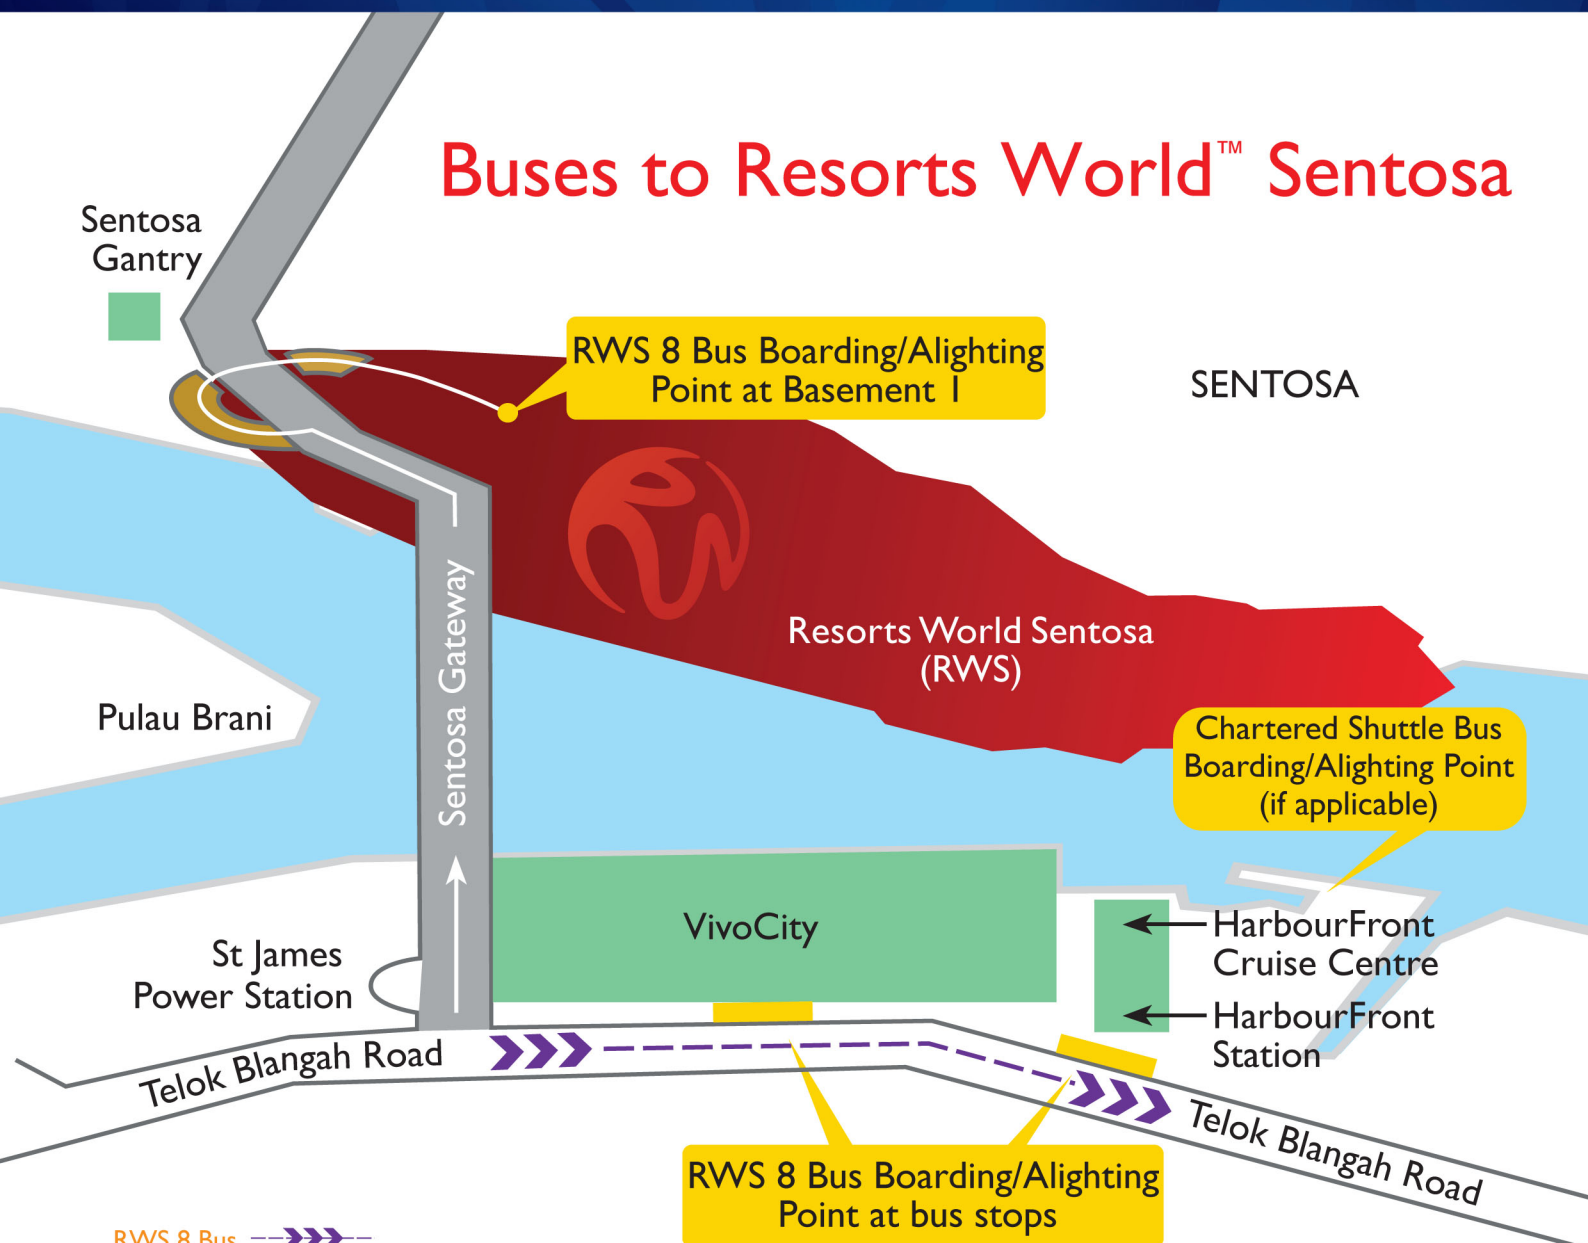 Buses to Resorts World™ Sentosa
Sentosa
Gantry
RWS 8 Bus Boarding/Alighting
Point at Basement 1
SENTOSA
Sentosa Gateway
Resorts World Sentosa
(RWS)
Pulau Brani
Chartered Shuttle Bus
Boarding/Alighting Point
(if applicable)
VivoCity
St James
Power Station
HarbourFront
Cruise Centre
HarbourFront
Station
Telok Blangah Road
Telok Blangah Road
RWS 8 Bus Boarding/Alighting
Point at bus stops
RWS 8 Bus